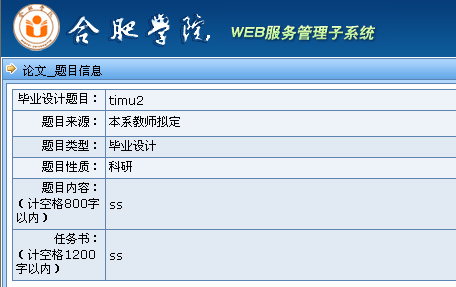 合肥学院
WEB服务管理子系统
论文_题目信息
毕业设计题目： timu2
题目来源： 本系教师拟定
题目类型： 毕业设计
题目性质： 科研
题目内容：
（计空格800字
以内） ss
任务书：
（计空格1200
字以内） ss